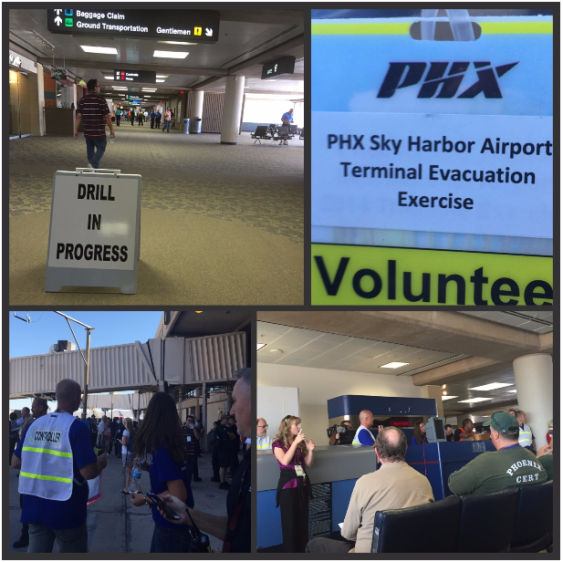 Baggage Claim
Ground Transportation
Gentlemen
DRILL
IN
PROGRESS
PHX
PHX Sky Harbor Airport
Terminal Evacuation
Exercise
Voluntee
CONTROLLER
PHOENIX
CERT